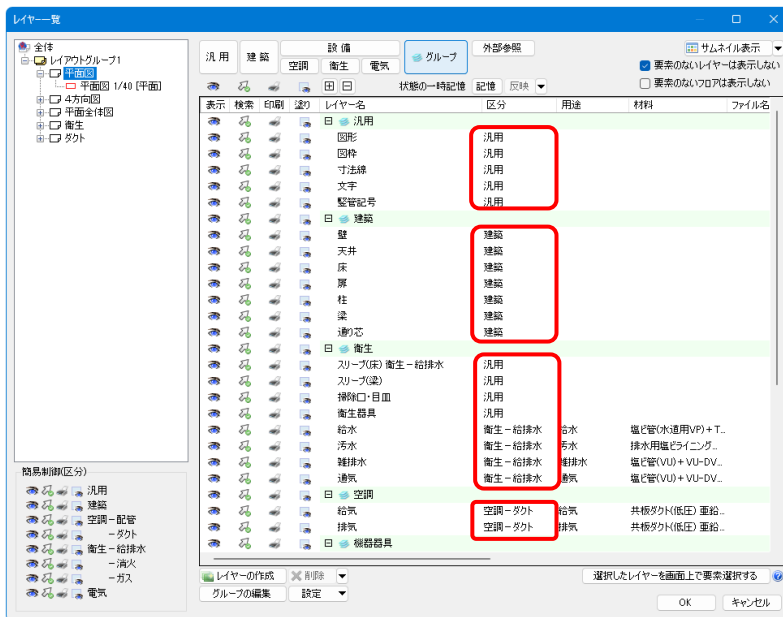 レイヤー一覧
全体
レイアウトグループ1
平面図
平面図 1/40 [平面]
4方向図
平面全体図
衛生
ダクト
汎用 建築 設備 グループ 外部参照 サムネイル表示
空調 衛生 電気 要素のないレイヤーは表示しない
状態の一時記憶 記憶 反映 要素のないフロアは表示しない
表示 検索 印刷 塗り レイヤー名 区分 用途 材料 ファイル名
汎用
図形 汎用
図枠 汎用
寸法線 汎用
文字 汎用
竪管記号 汎用
建築
壁 建築
天井 建築
床 建築
扉 建築
柱 建築
梁 建築
通り芯 建築
衛生
スリーブ(床) 衛生-給排水 汎用
スリーブ(梁) 汎用
掃除口・目皿 汎用
衛生器具 汎用
給水 衛生-給排水 給水 塩ビ管(水道用VP)+T...
汚水 衛生-給排水 汚水 排水用塩ビライニング...
雑排水 衛生-給排水 雑排水 塩ビ管(VU)+VU-DV...
通気 衛生-給排水 通気 塩ビ管(VU)+VU-DV...
空調
給気 空調-ダクト 給気 共板ダクト(低圧) 亜鉛...
排気 空調-ダクト 排気 共板ダクト(低圧) 亜鉛...
機器器具
簡易制御(区分)
汎用
建築
空調-配管
-ダクト
衛生-給排水
-消火
-ガス
電気
レイヤーの作成 削除 選択したレイヤーを画面上で要素選択する
グループの編集 設定
OK キャンセル